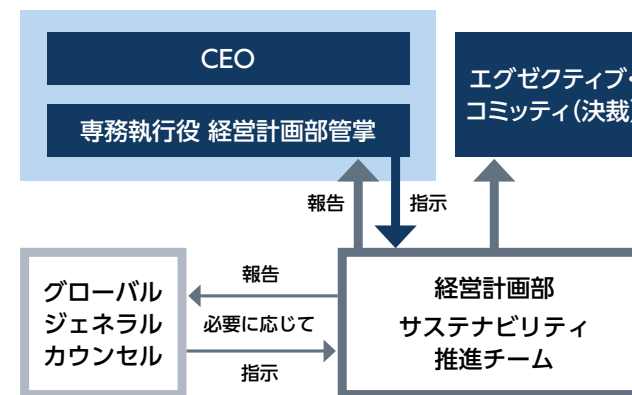 CEO
専務執行役 経営計画部管掌
エグゼクティブ・
コミッティ(決裁)
報告
指示
グローバル
ジェネラル
カウンセル
報告
必要に応じて
指示
経営計画部
サステナビリティ
推進チーム